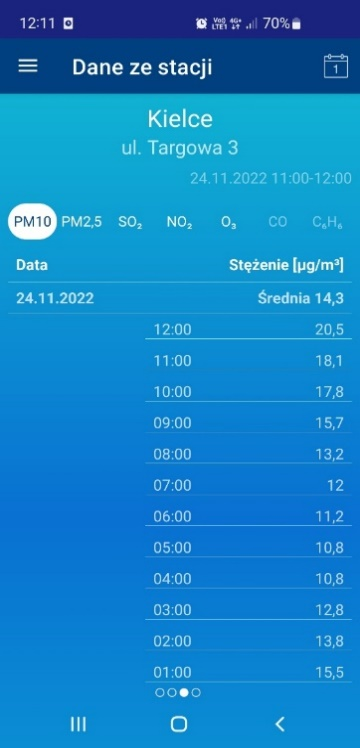 12:11 Vo)) 4G+ LTE1 70%
Dane ze stacji 1
Kielce
ul. Targowa 3
24.11.2022 11:00-12:00
PM10 PM2,5 SO₂ NO₂ O₃ CO C₆H₆
Data Stężenie [µg/m³]
24.11.2022 Średnia 14,3
12:00 20,5
11:00 18,1
10:00 17,8
09:00 15,7
08:00 13,2
07:00 12
06:00 11,2
05:00 10,8
04:00 10,8
03:00 12,8
02:00 13,8
01:00 15,5